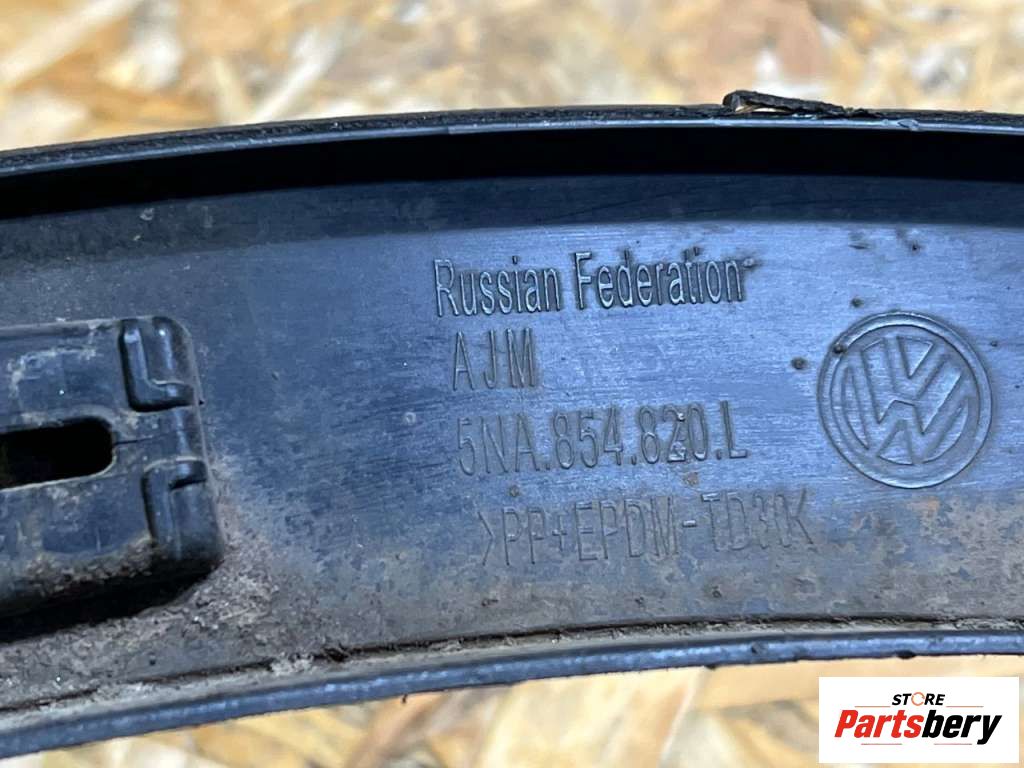 Russian Federation
AJM
5NA.854.820.L
>PP+EPDM-TD30<
STORE
Partsbery